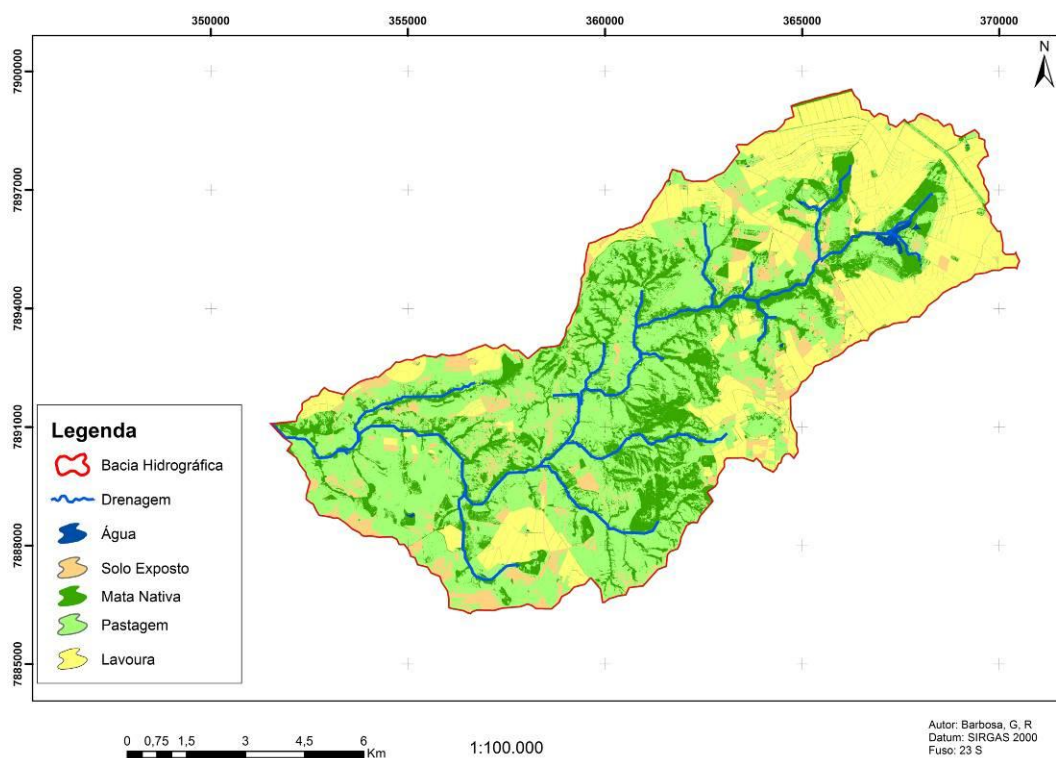 350000 355000 360000 365000 370000
N
7900000
7897000
7894000
7891000
7888000
7885000
Legenda
Bacia Hidrográfica
Drenagem
Água
Solo Exposto
Mata Nativa
Pastagem
Lavoura
0 0,75 1,5 3 4,5 6
Km
1:100.000
Autor: Barbosa, G, R
Datum: SIRGAS 2000
Fuso: 23 S